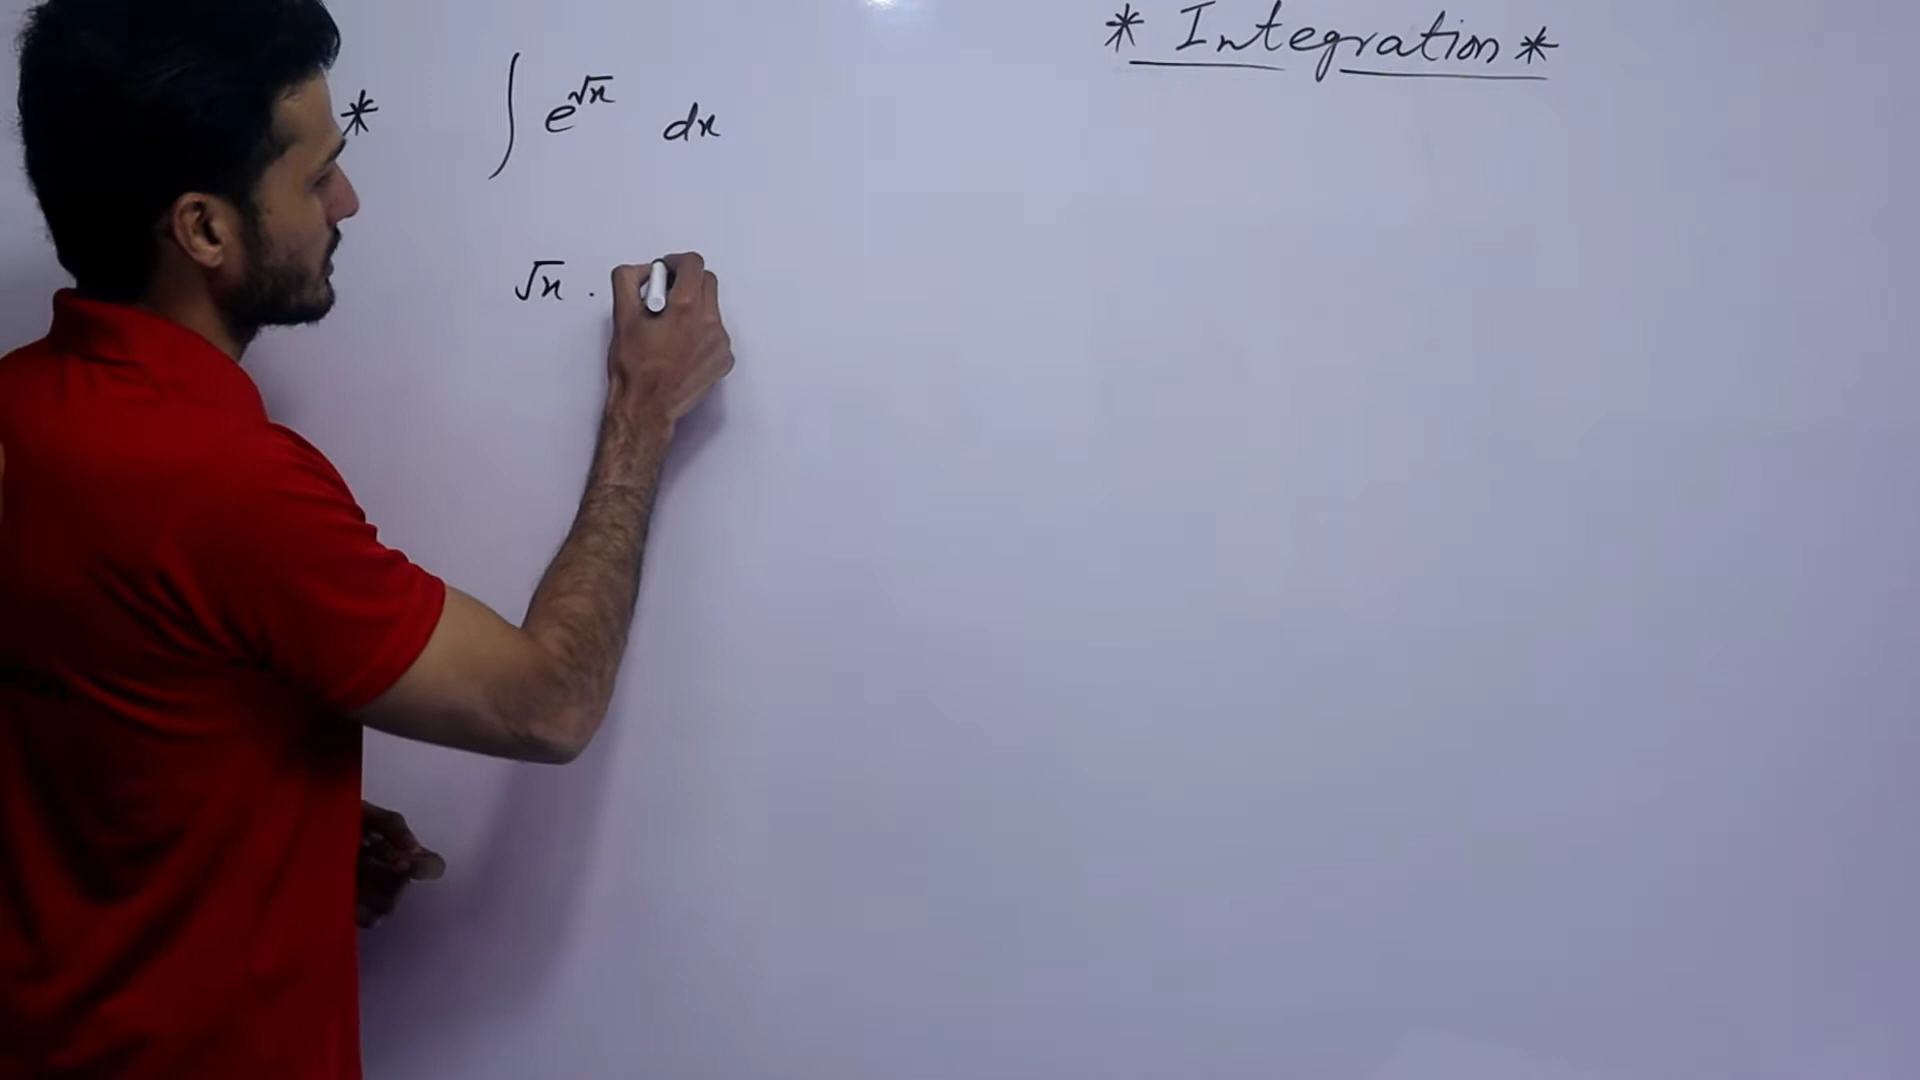 * Integration *
* ∫ e^√x dx
√x .